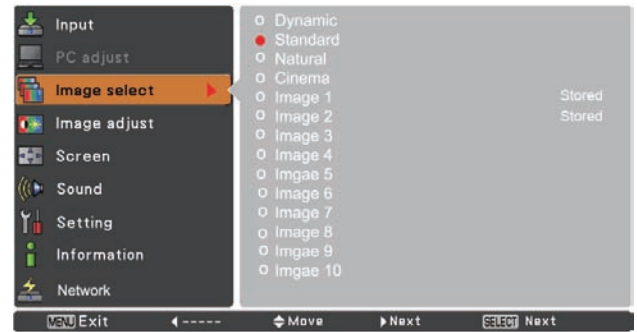 Input
PC adjust
Image select
Image adjust
Screen
Sound
Setting
Information
Network
Dynamic
Standard
Natural
Cinema
Image 1 Stored
Image 2 Stored
Image 3
Image 4
Imgae 5
Image 6
Image 7
Image 8
Imgae 9
Imgae 10
MENU Exit ----- Move Next SELECT Next